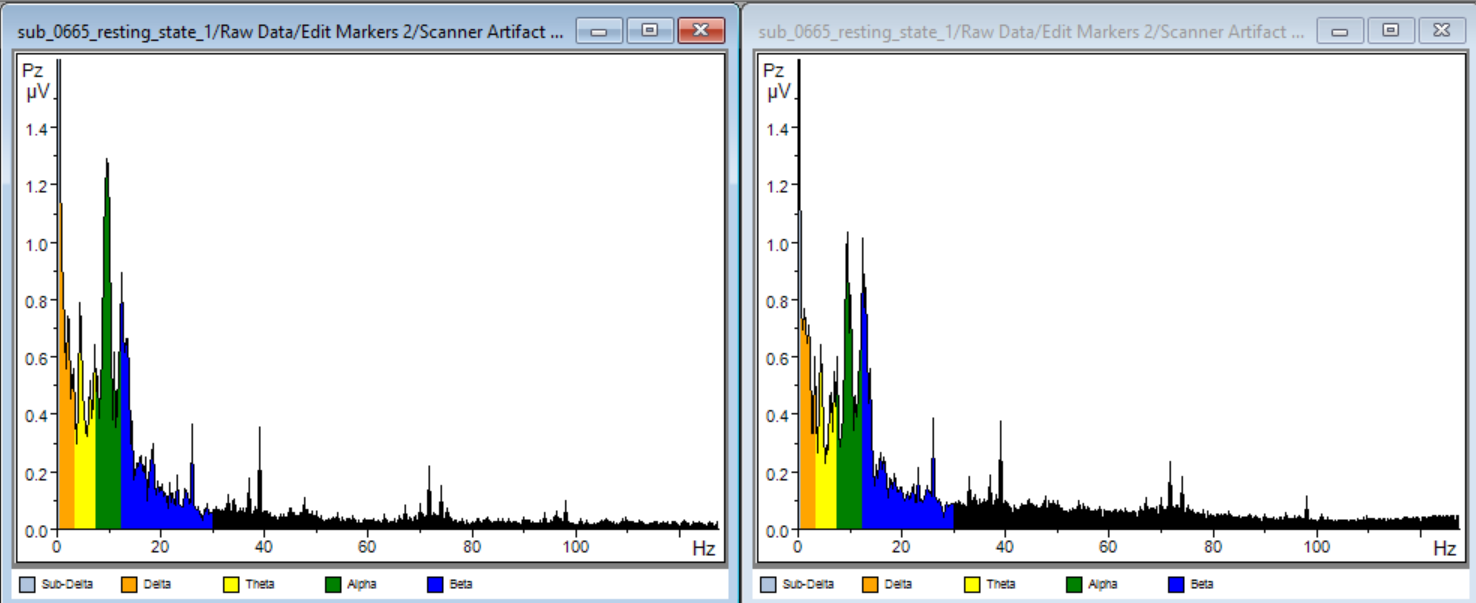 sub_0665_resting_state_1/Raw Data/Edit Markers 2/Scanner Artifact ...
Pz
µV
1.4
1.2
1.0
0.8
0.6
0.4
0.2
0.0
0 20 40 60 80 100 Hz
Sub-Delta Delta Theta Alpha Beta
sub_0665_resting_state_1/Raw Data/Edit Markers 2/Scanner Artifact ...
Pz
µV
1.4
1.2
1.0
0.8
0.6
0.4
0.2
0.0
0 20 40 60 80 100 Hz
Sub-Delta Delta Theta Alpha Beta